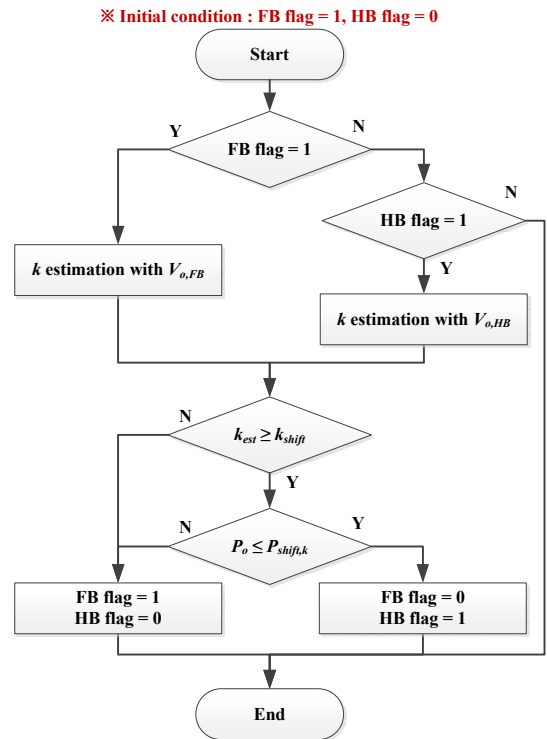 ※ Initial condition : FB flag = 1, HB flag = 0
Start
Y
N
FB flag = 1
N
HB flag = 1
k estimation with Vo,FB
Y
k estimation with Vo,HB
N
kest ≥ kshift
Y
N
Y
Po ≤ Pshift,k
FB flag = 1
HB flag = 0
FB flag = 0
HB flag = 1
End